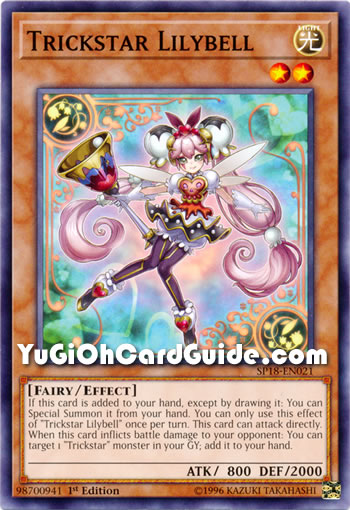 TRICKSTAR LILYBELL
LIGHT
光
YuGiOhCardGuide.com
SP18-EN021
[FAIRY/EFFECT]
If this card is added to your hand, except by drawing it: You can
Special Summon it from your hand. You can only use this effect
of "Trickstar Lilybell" once per turn. This card can attack directly.
When this card inflicts battle damage to your opponent: You can
target 1 "Trickstar" monster in your GY; add it to your hand.
ATK/ 800 DEF/2000
98700941 1st Edition ©1996 KAZUKI TAKAHASHI